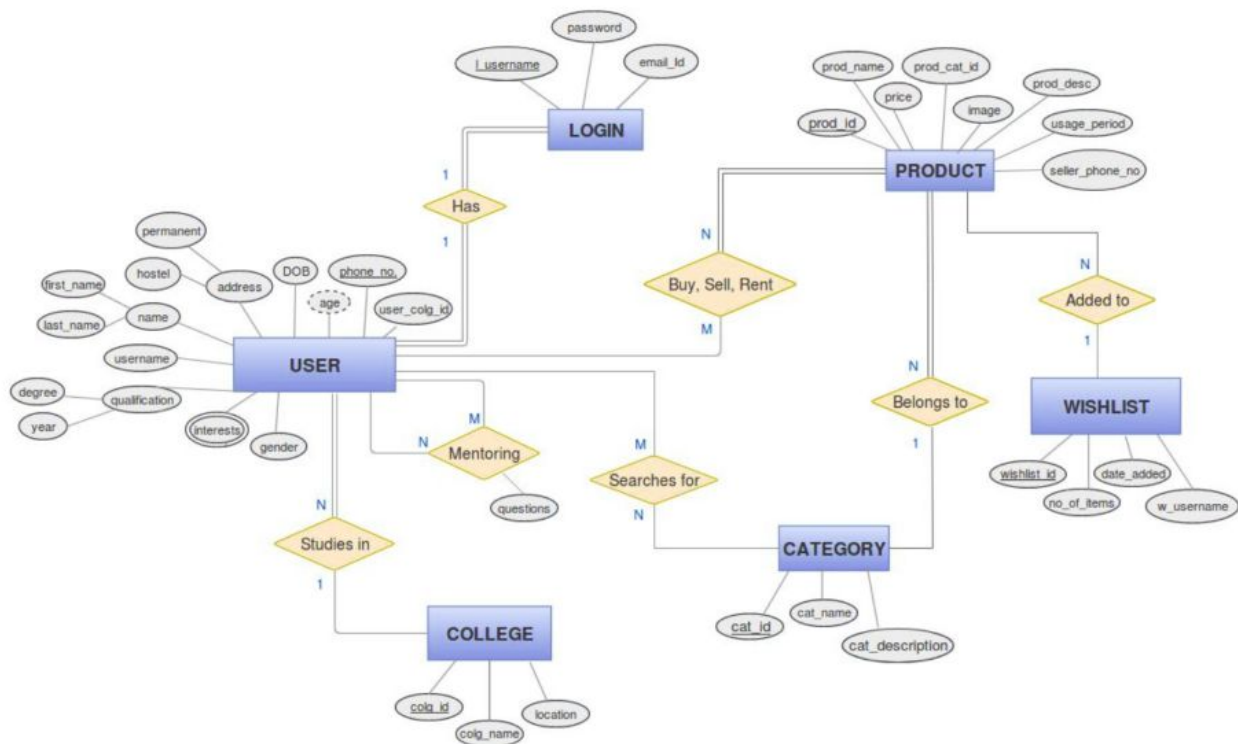 password
l_username
email_Id
LOGIN
1
Has
1
prod_name
prod_cat_id
prod_desc
price
image
prod_id
usage_period
PRODUCT
seller_phone_no
permanent
hostel
address
DOB
phone_no.
first_name
age
user_colg_id
last_name
name
username
USER
degree
qualification
year
interests
gender
N
Buy, Sell, Rent
M
N
Added to
1
WISHLIST
wishlist_id
date_added
no_of_items
w_username
N
Belongs to
1
M
N
Mentoring
questions
M
Searches for
N
CATEGORY
cat_id
cat_name
cat_description
N
Studies in
1
COLLEGE
colg_id
location
colg_name